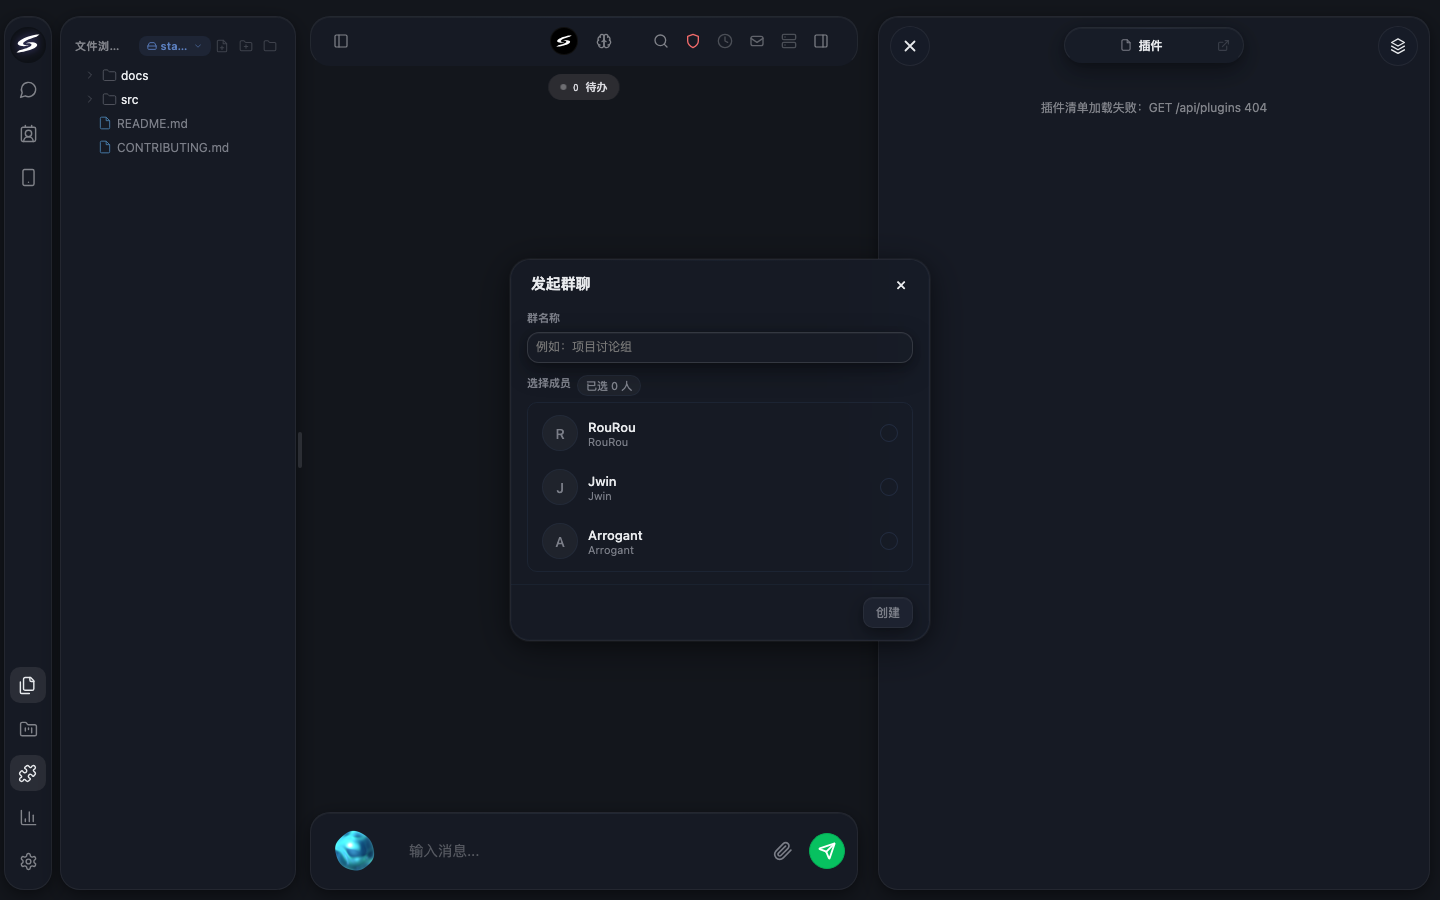 文件浏...
sta...
docs
src
README.md
CONTRIBUTING.md
0 待办
插件
插件清单加载失败：GET /api/plugins 404
发起群聊
群名称
例如：项目讨论组
选择成员 已选 0 人
R
RouRou
RouRou
J
Jwin
Jwin
A
Arrogant
Arrogant
创建
输入消息...